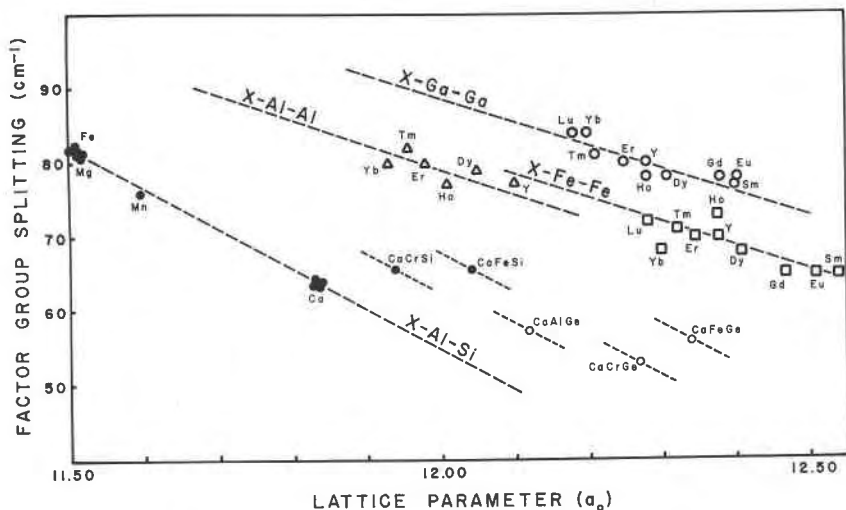 FACTOR GROUP SPLITTING (cm⁻¹)
90
80
70
60
50
X-Ga-Ga
X-Al-Al
Lu Yb
Tm Er Y
Ho Dy
Gd Eu
Sm
Tm
Yb Er Dy
Ho Y
X-Fe-Fe
Ho
Lu Tm Y
Yb Er Dy
Gd Eu Sm
Fe
Mg
Mn
Ca
CaCrSi
CaFeSi
X-Al-Si
CaAlGe
CaFeGe
CaCrGe
11.50
12.00
12.50
LATTICE PARAMETER (a₀)